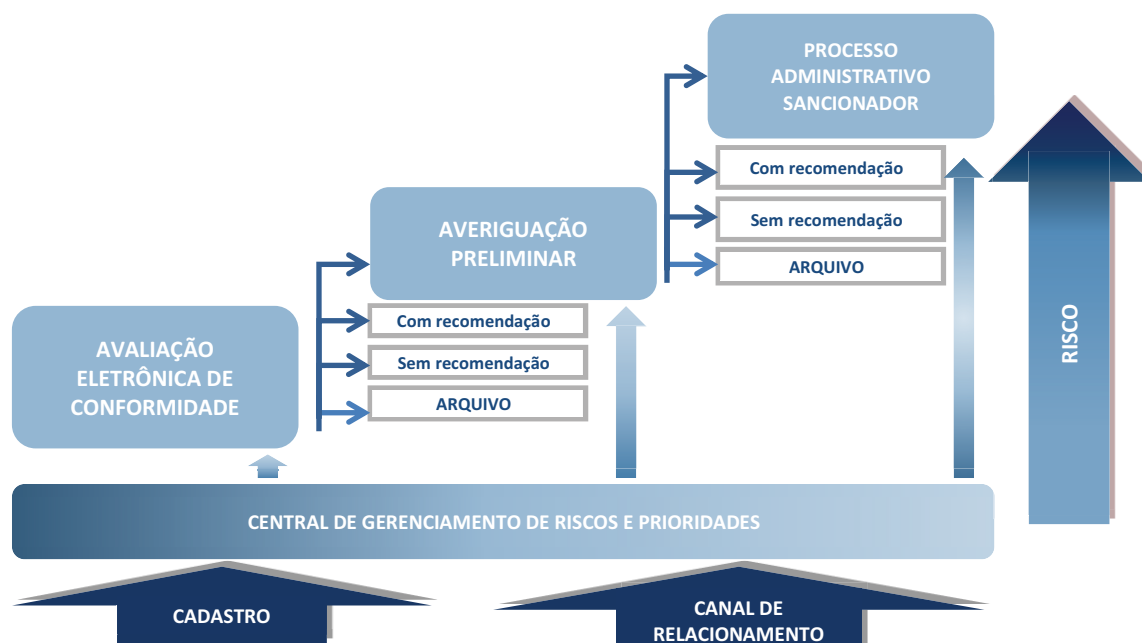 PROCESSO
ADMINISTRATIVO
SANCIONADOR
Com recomendação
Sem recomendação
ARQUIVO
AVERIGUAÇÃO
PRELIMINAR
Com recomendação
Sem recomendação
ARQUIVO
AVALIAÇÃO
ELETRÔNICA DE
CONFORMIDADE
RISCO
CENTRAL DE GERENCIAMENTO DE RISCOS E PRIORIDADES
CADASTRO
CANAL DE
RELACIONAMENTO